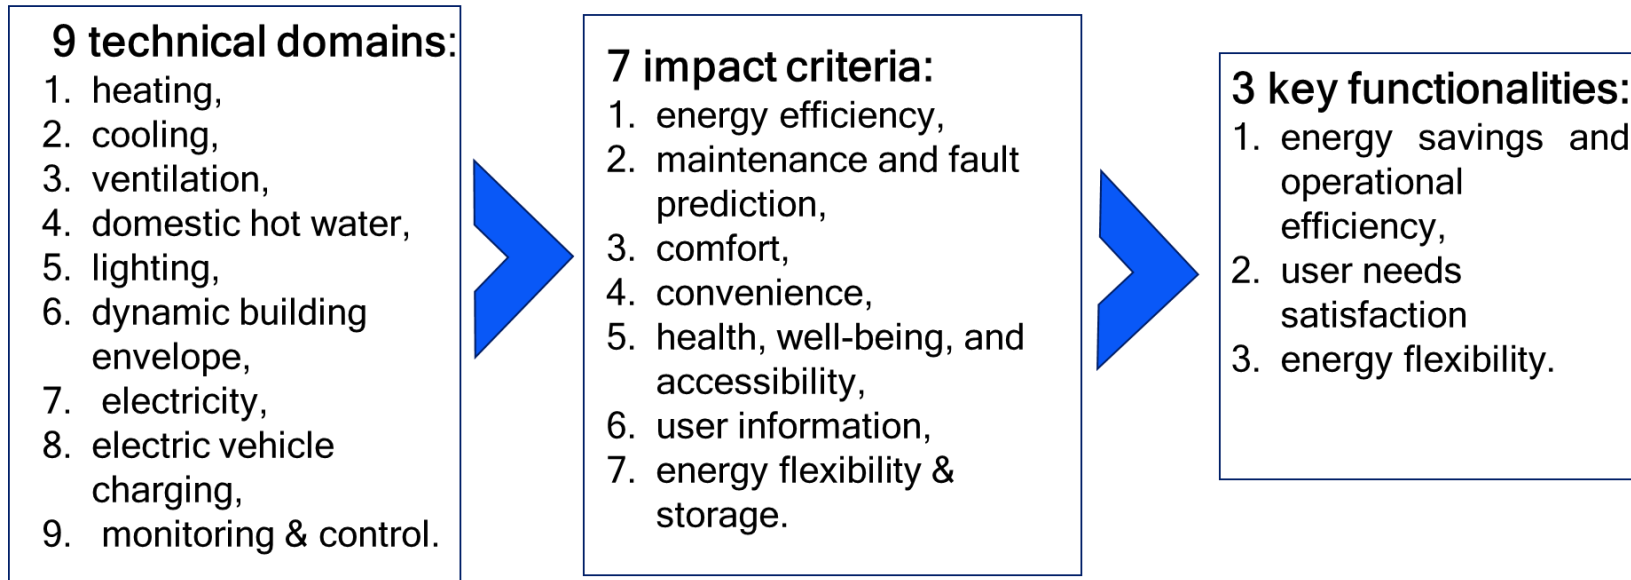 9 technical domains:
1. heating,
2. cooling,
3. ventilation,
4. domestic hot water,
5. lighting,
6. dynamic building
envelope,
7. electricity,
8. electric vehicle
charging,
9. monitoring & control.
7 impact criteria:
1. energy efficiency,
2. maintenance and fault
prediction,
3. comfort,
4. convenience,
5. health, well-being, and
accessibility,
6. user information,
7. energy flexibility &
storage.
3 key functionalities:
1. energy savings and
operational
efficiency,
2. user needs
satisfaction
3. energy flexibility.